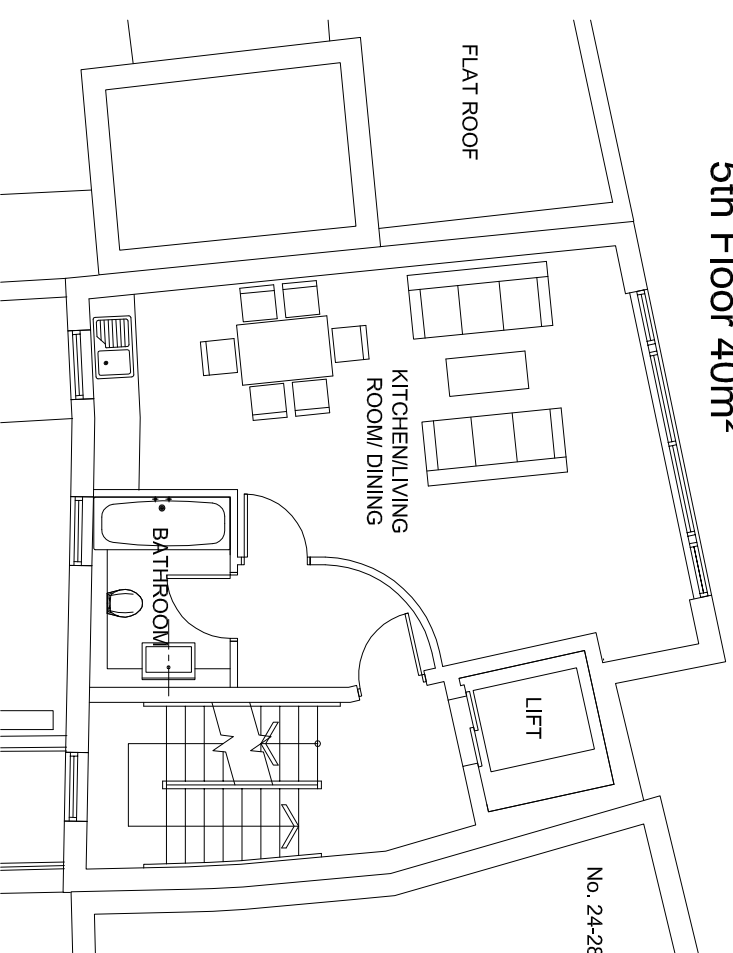 5th Floor 40m²
FLAT ROOF
KITCHEN/LIVING
ROOM/ DINING
BATHROOM
LIFT
No. 24-28